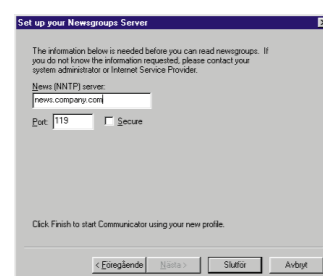 Set up your Newsgroups Server
The information below is needed before you can read newsgroups. If
you do not know the information requested, please contact your
system administrator or Internet Service Provider.
News (NNTP) server:
news.company.com
Port: 119 Secure
Click Finish to start Communicator using your new profile.
< Föregående Nästa > Slutför Avbryt